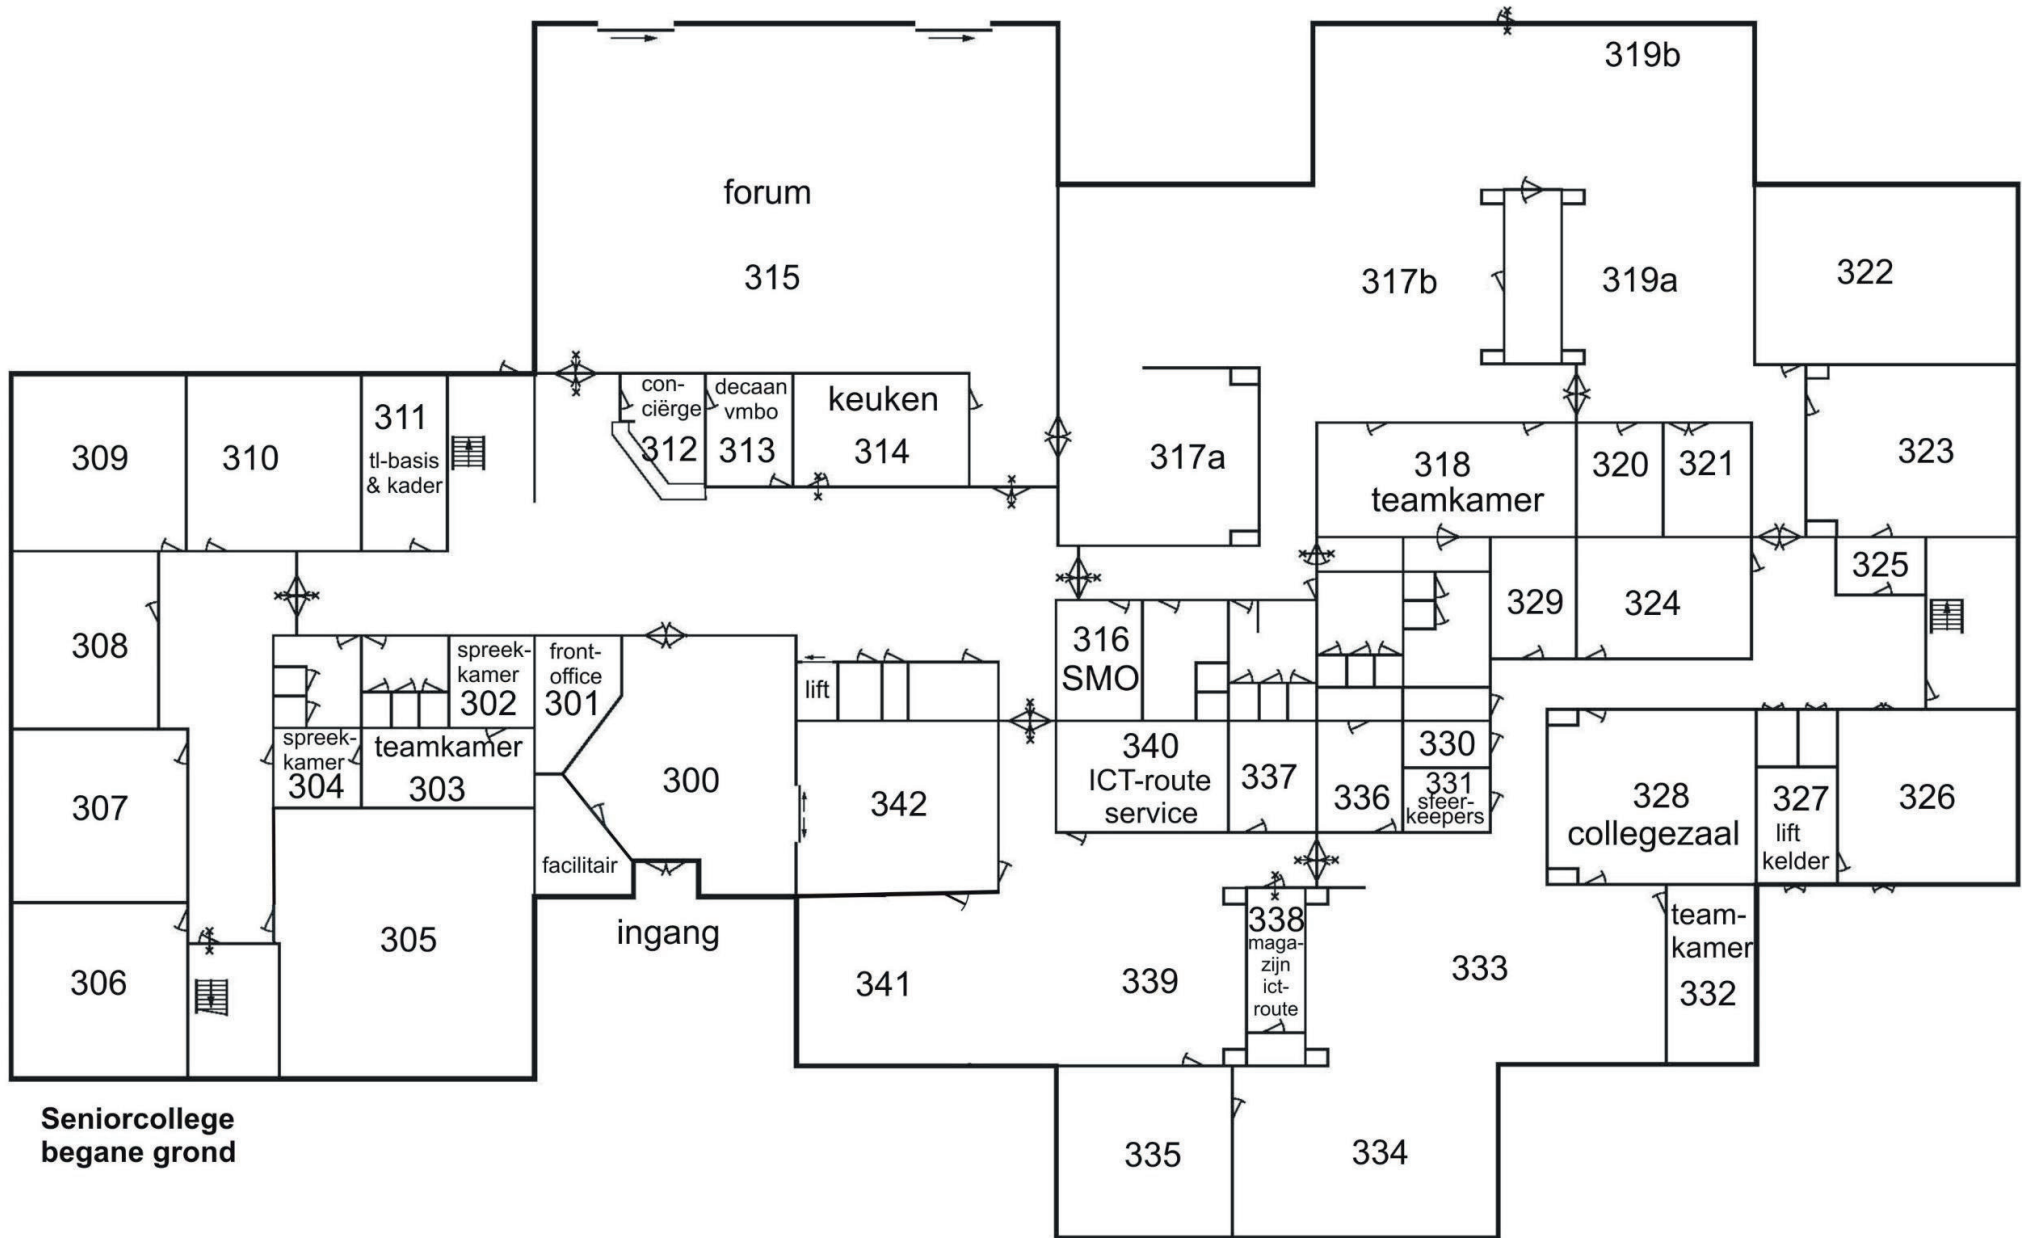 319b
forum
315
317b
319a
322
309
310
311
tl-basis
& kader
con-
ciërge
312
decaan
vmbo
313
keuken
314
317a
318
teamkamer
320
321
323
308
325
329
324
316
SMO
spreek-
kamer
302
front-
office
301
lift
spreek-
kamer
304
teamkamer
303
300
342
340
ICT-route
service
337
336
330
331
sfeer-
keepers
328
collegezaal
327
lift
kelder
326
307
facilitair
ingang
305
306
341
339
338
maga-
zijn
ict-
route
333
team-
kamer
332
335
334
Seniorcollege
begane grond